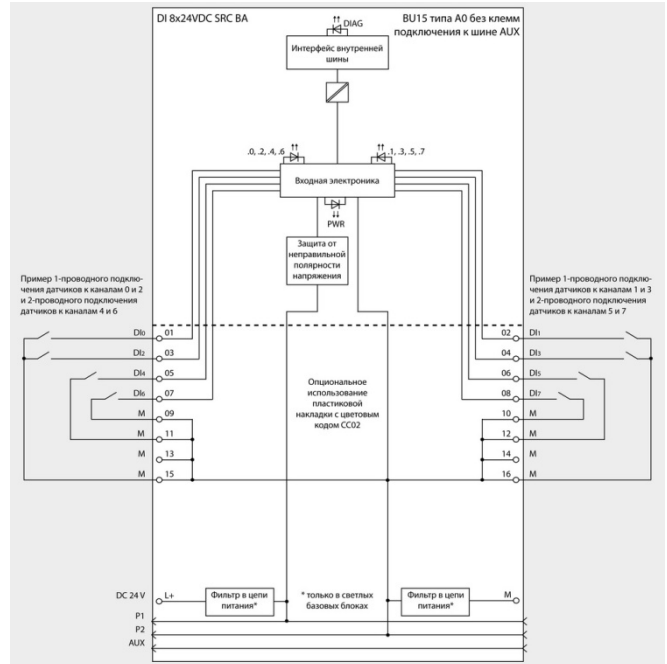 DI 8x24VDC SRC BA
BU15 типа A0 без клемм
подключения к шине AUX
DIAG
Интерфейс внутренней
шины
.0, .2, .4, .6
.1, .3, .5, .7
Входная электроника
PWR
Защита от
неправильной
полярности
напряжения
Пример 1-проводного подклю-
чения датчиков к каналам 0 и 2
и 2-проводного подключения
датчиков к каналам 4 и 6
Пример 1-проводного подклю-
чения датчиков к каналам 1 и 3
и 2-проводного подключения
датчиков к каналам 5 и 7
DI0 01
02 DI1
DI2 03
04 DI3
DI4 05
06 DI5
DI6 07
08 DI7
M 09
10 M
M 11
12 M
M 13
14 M
M 15
16 M
Опциональное
использование
пластиковой
накладки с цветовым
кодом CC02
DC 24 V L+
Фильтр в цепи
питания*
* только в светлых
базовых блоках
Фильтр в цепи
питания*
M
P1
P2
AUX